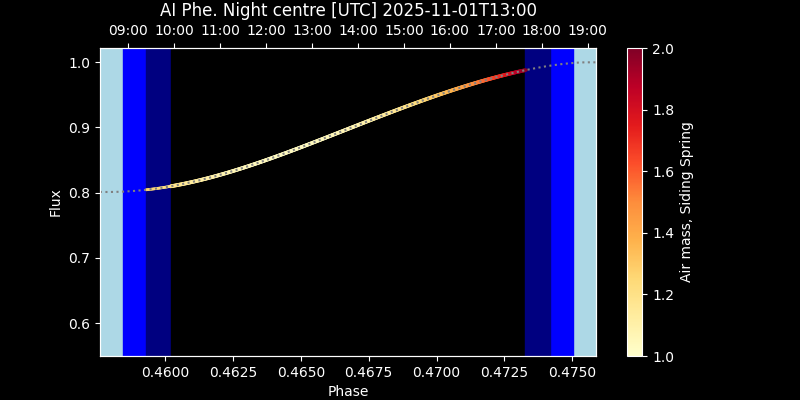 AI Phe. Night centre [UTC] 2025-11-01T13:00
09:00 10:00 11:00 12:00 13:00 14:00 15:00 16:00 17:00 18:00 19:00
1.0
0.9
0.8
0.7
0.6
Flux
0.4600 0.4625 0.4650 0.4675 0.4700 0.4725 0.4750
Phase
2.0
1.8
1.6
1.4
1.2
1.0
Air mass, Siding Spring